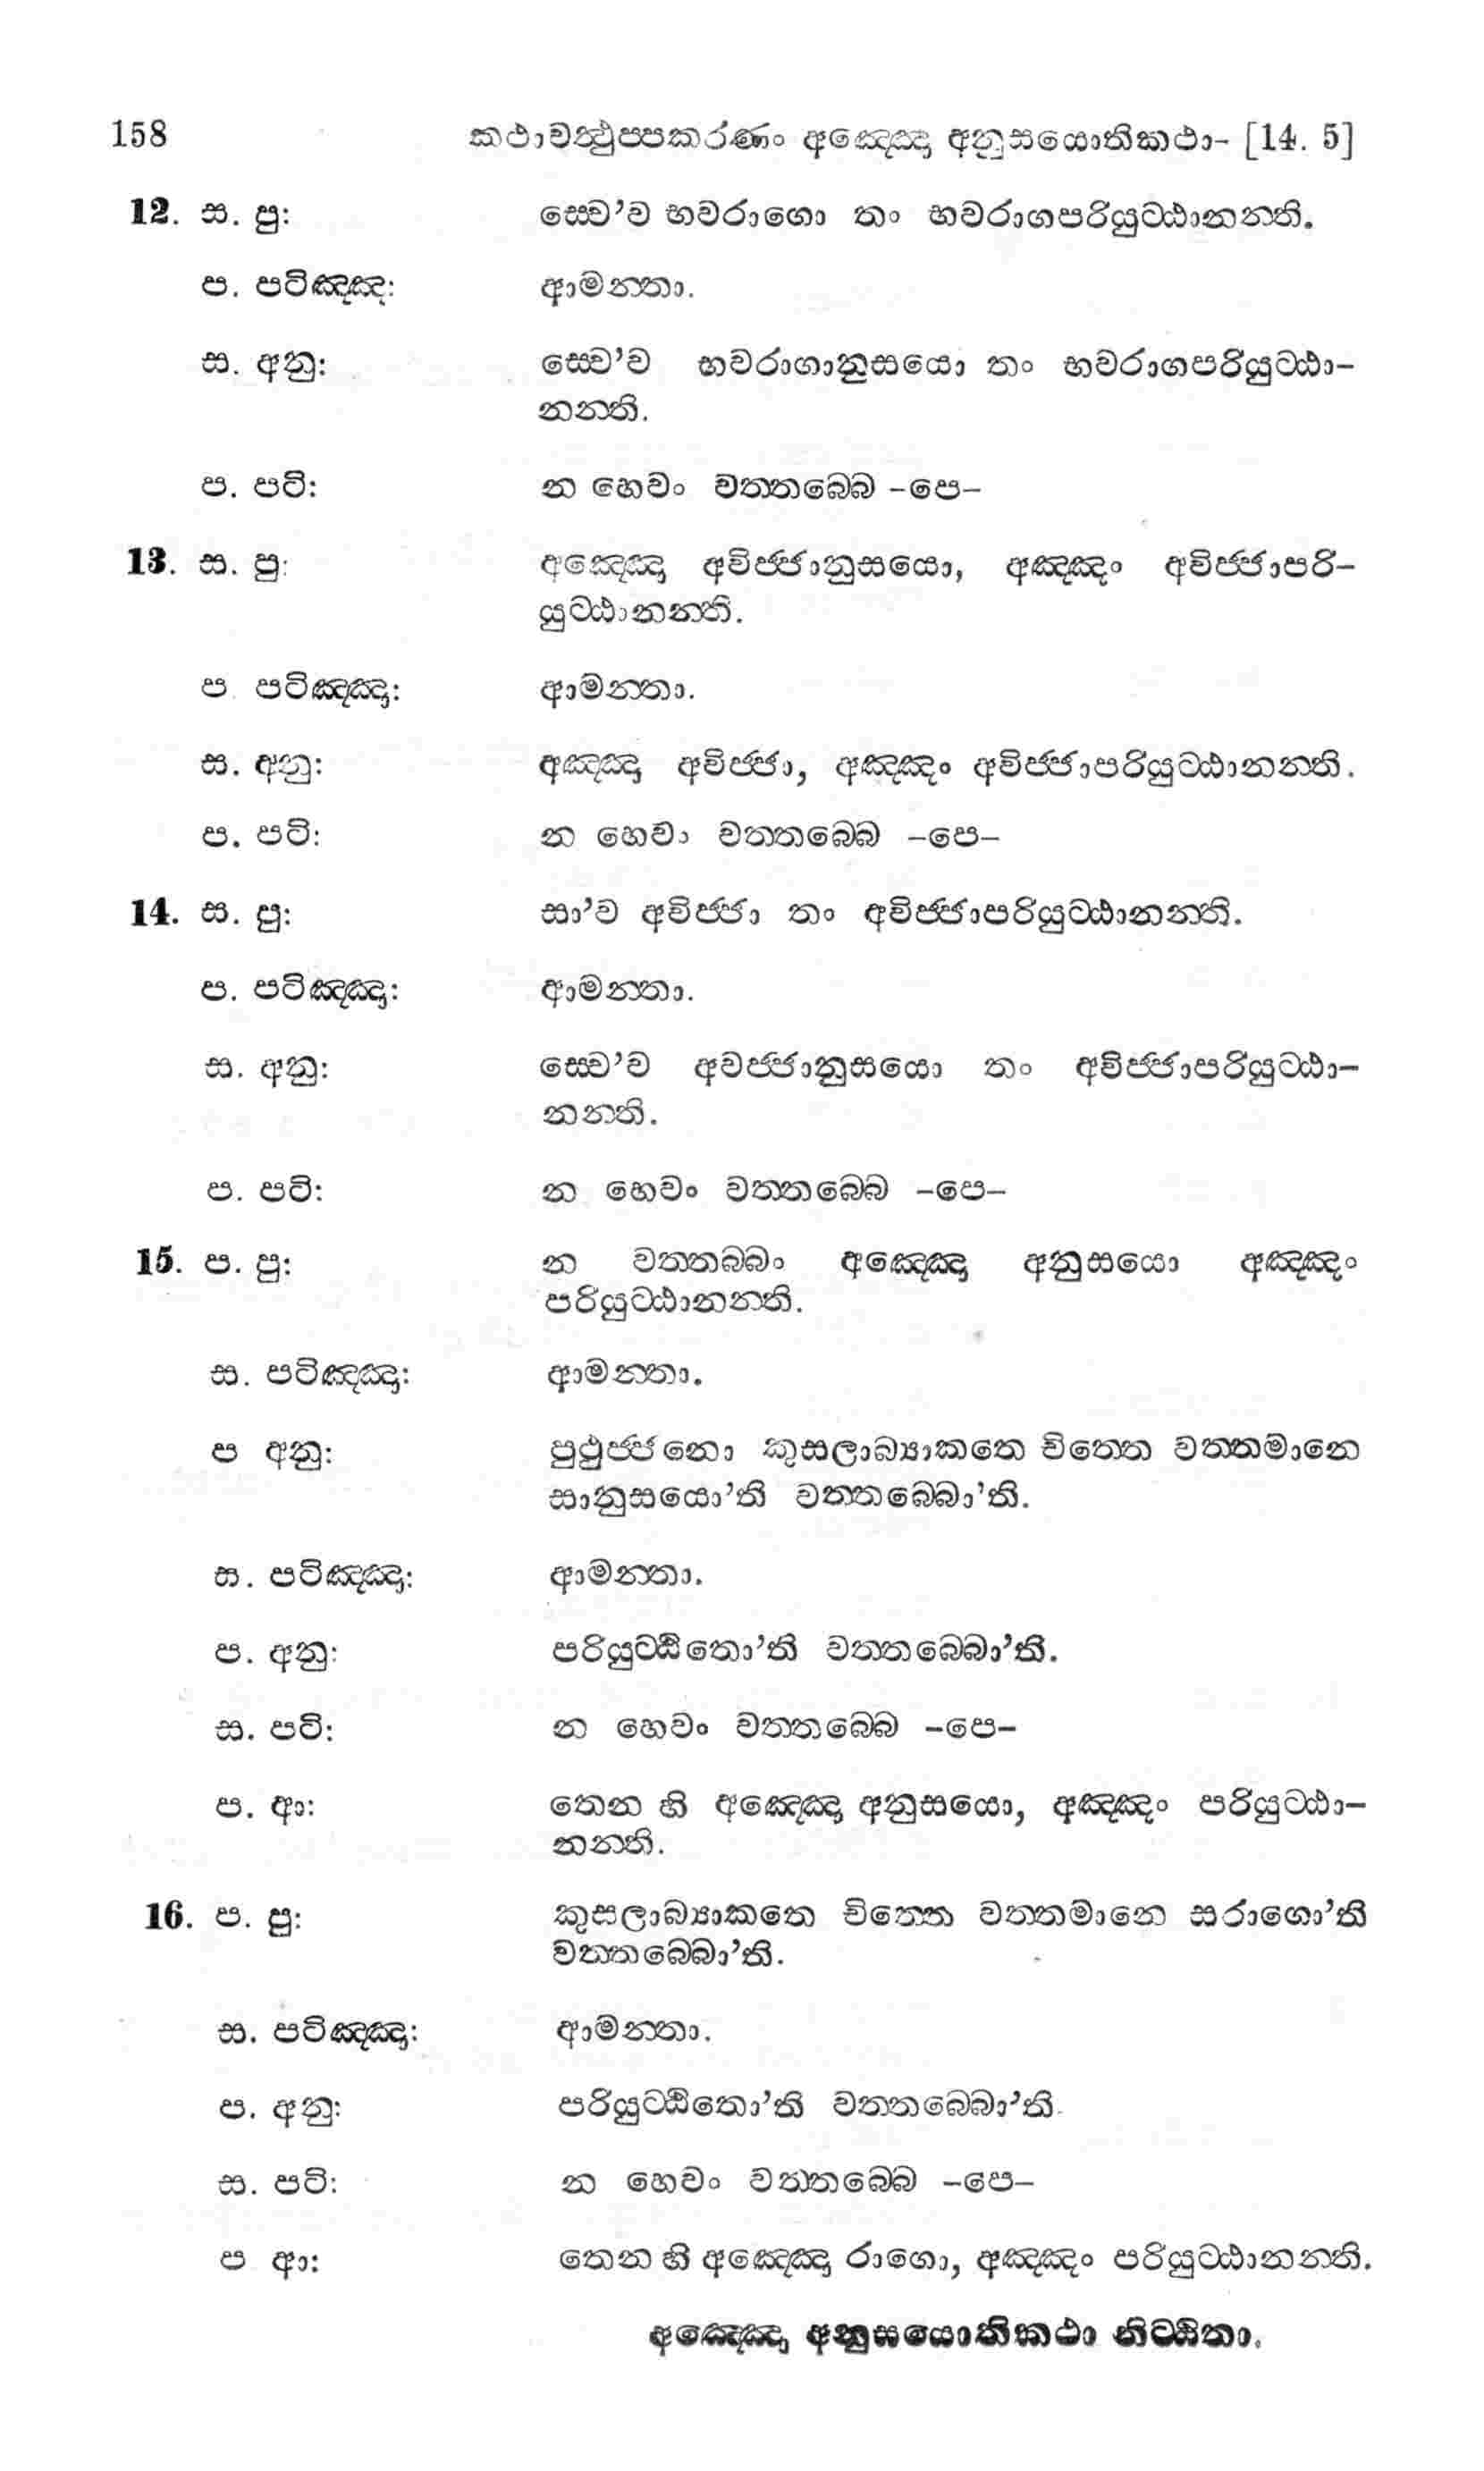 158 කථාවත්‍ථුප්පකරණං අඤ්ඤො අනුසයොතිකථා- [14. 5]
12. ස. පු: ස්වෙ’ව භවරාගො තං භවරාගපරියුට්ඨානන්ති.
ප. පටිඤ්ඤ: ආමන්තා.
ස. අනු: ස්වෙ’ව භවරාගානුසයො තං භවරාගපරියුට්ඨා-
නන්ති.
ප. පටි: න හෙවං වත්තබ්බෙ -පෙ-
13. ස. පු: අඤ්ඤො අවිජ්ජානුසයො, අඤ්ඤං අවිජ්ජාපරි-
යුට්ඨානන්ති.
ප පටිඤ්ඤා: ආමන්තා.
ස. අනු: අඤ්ඤා අවිජ්ජා, අඤ්ඤං අවිජ්ජාපරියුට්ඨානන්ති.
ප. පටි: න හෙවං වත්තබ්බෙ -පෙ-
14. ස. පු: සා’ව අවිජ්ජා තං අවිජ්ජාපරියුට්ඨානන්ති.
ප. පටිඤ්ඤා: ආමන්තා.
ස. අනු: ස්වෙ’ව අවජ්ජානුසයො තං අවිජ්ජාපරියුට්ඨා-
නන්ති.
ප. පටි: න හෙවං වත්තබ්බෙ -පෙ-
15. ප. පු: න වත්තබ්බං අඤ්ඤො අනුසයො අඤ්ඤං
පරියුට්ඨානන්ති.
ස. පටිඤ්ඤා: ආමන්තා.
ප අනු: පුථුජ්ජනො කුසලාබ්‍යාකතෙ චිත්තෙ වත්තමානෙ
සානුසයො’ති වත්තබ්බො’ති.
ස. පටිඤ්ඤා: ආමන්තා.
ප. අනු: පරියුට්ඨිතො’ති වත්තබ්බො’ති.
ස. පටි: න හෙවං වත්තබ්බෙ -පෙ-
ප. ආ: තෙන හි අඤ්ඤො අනුසයො, අඤ්ඤං පරියුට්ඨා-
නන්ති.
16. ප. පු: කුසලාබ්‍යාකතෙ චිත්තෙ වත්තමානෙ සරාගො’ති
වත්තබ්බො’ති.
ස. පටිඤ්ඤා: ආමන්තා.
ප. අනු: පරියුට්ඨිතො’ති වත්තබ්බො’ති.
ස. පටි: න හෙවං වත්තබ්බෙ -පෙ-
ප ආ: තෙන හි අඤ්ඤො රාගො, අඤ්ඤං පරියුට්ඨානන්ති.
අඤ්ඤො අනුසයොතිකථා නිට්ඨිතා.